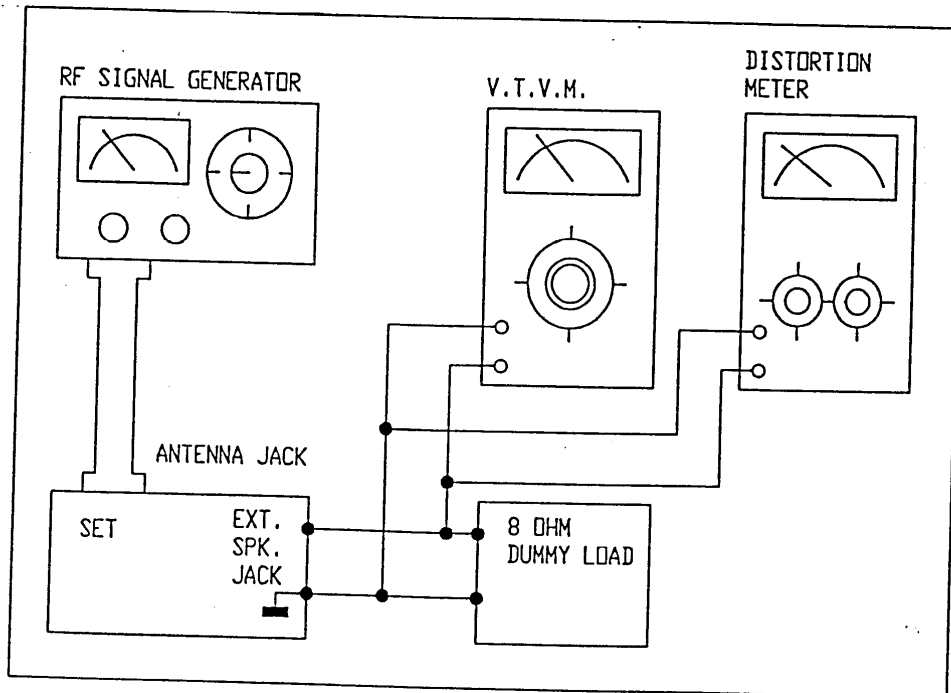 RF SIGNAL GENERATOR
V.T.V.M.
DISTORTION
METER
ANTENNA JACK
SET
EXT.
SPK.
JACK
8 OHM
DUMMY LOAD